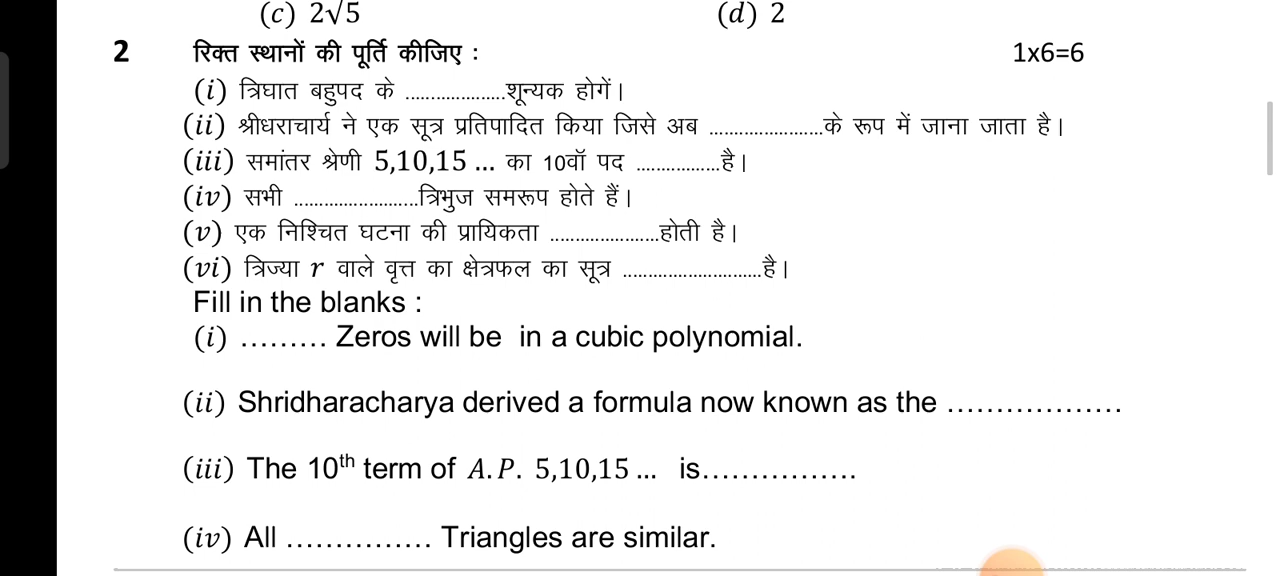 (c) 2√5 (d) 2
2 रिक्त स्थानों की पूर्ति कीजिए : 1x6=6
(i) त्रिघात बहुपद के ....................शून्यक होगें।
(ii) श्रीधराचार्य ने एक सूत्र प्रतिपादित किया जिसे अब .......................के रूप में जाना जाता है।
(iii) समांतर श्रेणी 5,10,15 ... का 10वॉ पद .................है।
(iv) सभी .........................त्रिभुज समरूप होते हैं।
(v) एक निश्चित घटना की प्रायिकता ......................होती है।
(vi) त्रिज्या r वाले वृत्त का क्षेत्रफल का सूत्र ............................है।
Fill in the blanks :
(i) ......... Zeros will be in a cubic polynomial.
(ii) Shridharacharya derived a formula now known as the ..................
(iii) The 10th term of A.P. 5,10,15 ... is................
(iv) All ............... Triangles are similar.